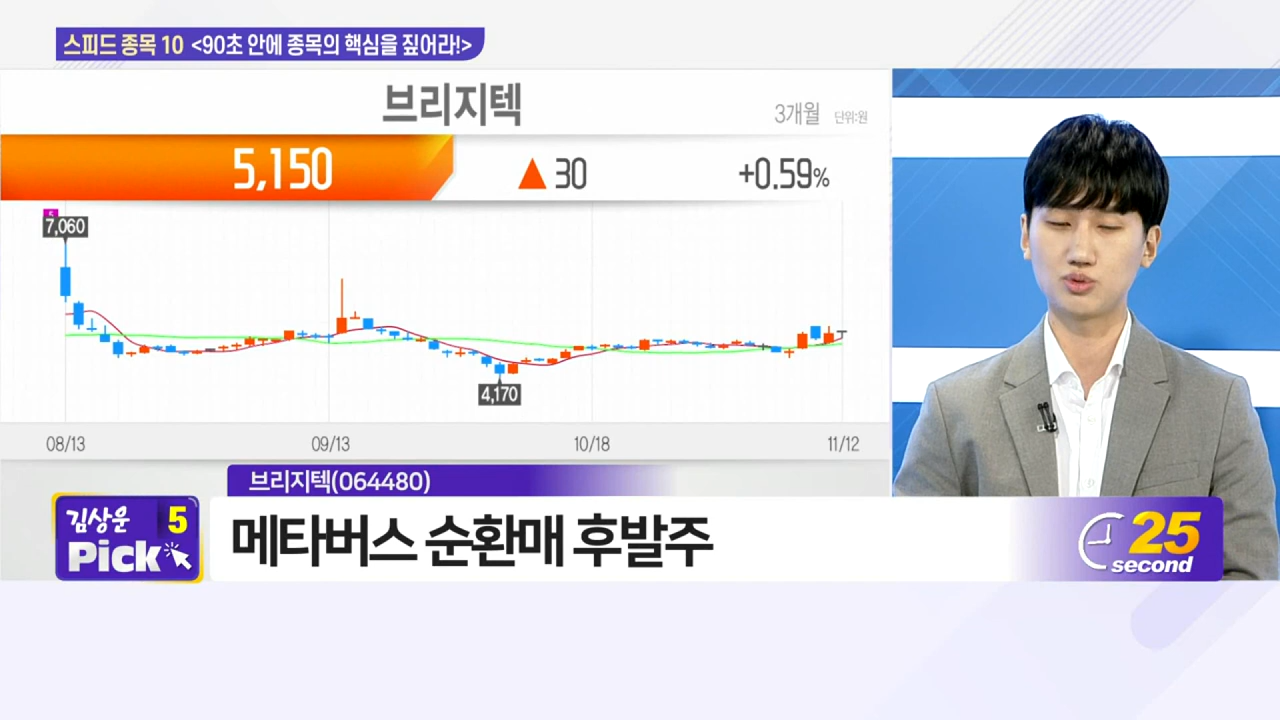 스피드 종목 10 <90초 안에 종목의 핵심을 짚어라!>
브리지텍
3개월 단위:원
5,150 ▲ 30 +0.59%
5
7,060
4,170
08/13 09/13 10/18 11/12
브리지텍(064480)
김상운 5
Pick
메타버스 순환매 후발주
25
second